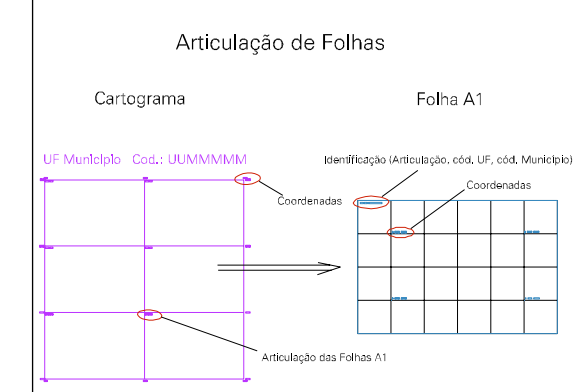 Articulação de Folhas
Cartograma
Folha A1
UF Município Cod.: UUMMMMM
Identificação (Articulação, cód. UF, cód. Município)
Coordenadas
Coordenadas
Articulação das Folhas A1